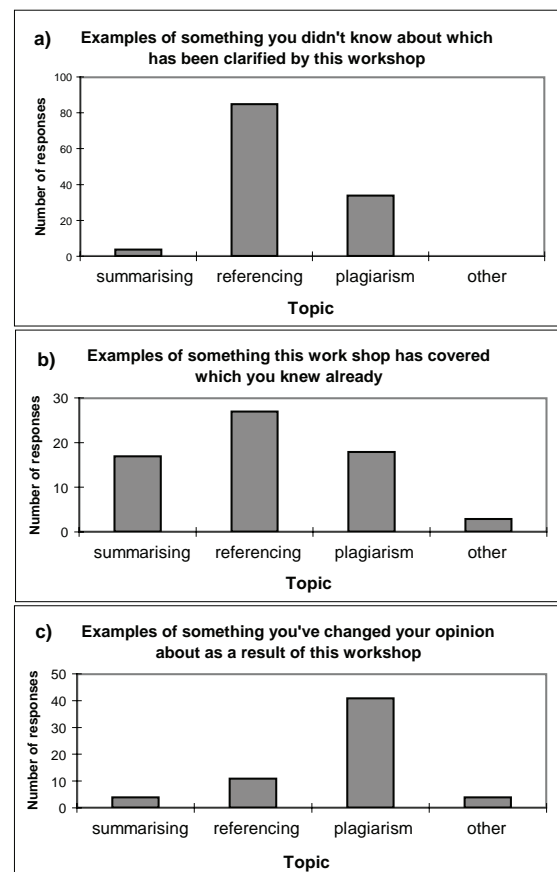 a) Examples of something you didn't know about which
has been clarified by this workshop
Number of responses
100
80
60
40
20
0
summarising referencing plagiarism other
Topic
b) Examples of something this work shop has covered
which you knew already
Number of responses
30
20
10
0
summarising referencing plagiarism other
Topic
c) Examples of something you've changed your opinion
about as a result of this workshop
Number of responses
50
40
30
20
10
0
summarising referencing plagiarism other
Topic